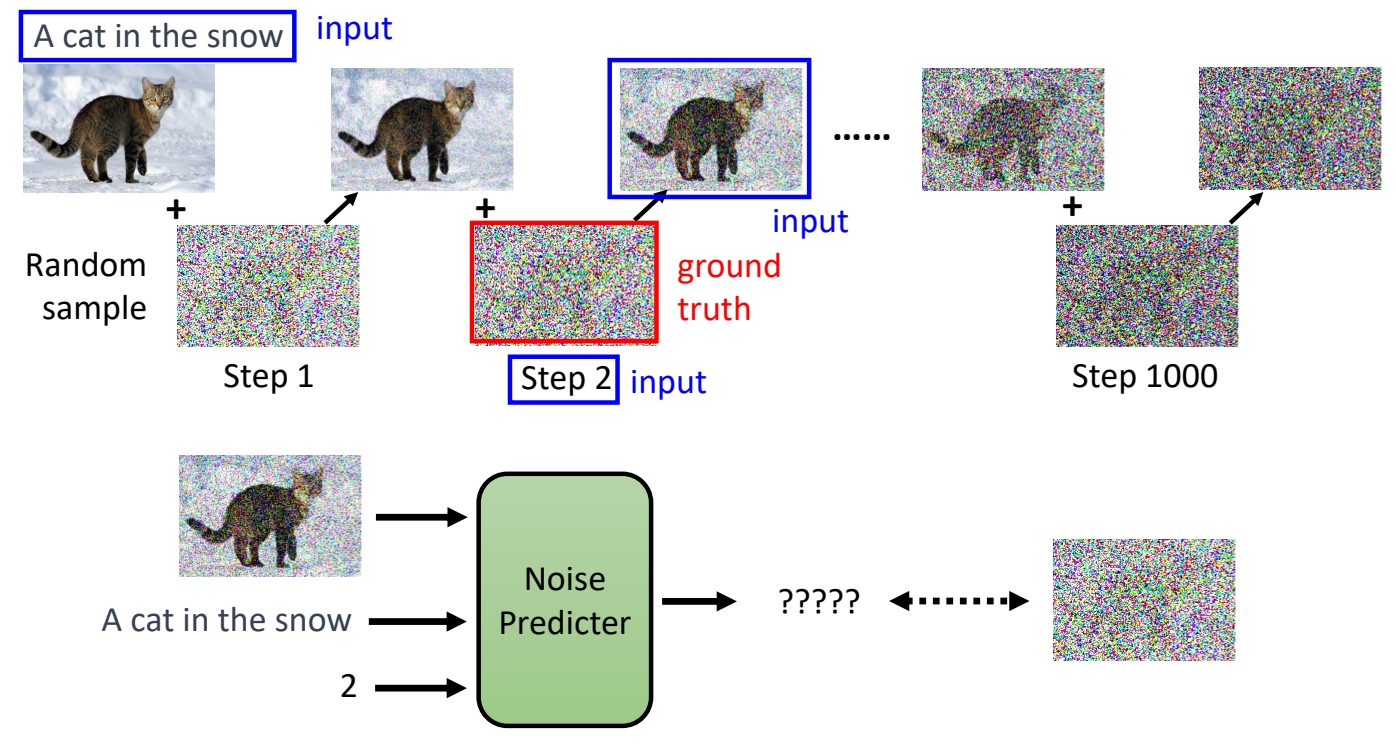 A cat in the snow
input
......
input
Random
sample
+
+
+
ground
truth
Step 1
Step 2
input
Step 1000
A cat in the snow
2
Noise
Predicter
?????